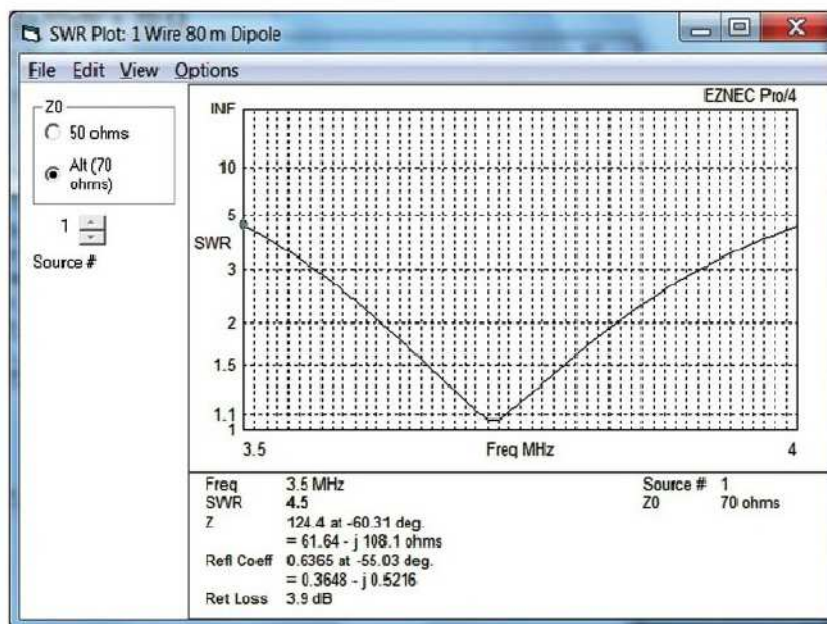 SWR Plot: 1 Wire 80 m Dipole
File Edit View Options
Z0
50 ohms
Alt (70
ohms)
1
Source #
EZNEC Pro/4
INF
10
5
SWR
3
2
1.5
1.1
1
3.5 Freq MHz 4
Freq 3.5 MHz Source # 1
SWR 4.5 Z0 70 ohms
Z 124.4 at -60.31 deg.
= 61.64 - j 108.1 ohms
Refl Coeff 0.6365 at -55.03 deg.
= 0.3648 - j 0.5216
Ret Loss 3.9 dB